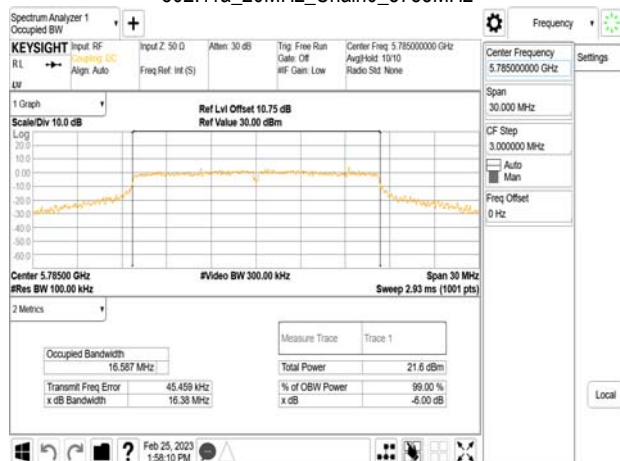 Spectrum Analyzer 1
Occupied BW
Frequency
KEYSIGHT
Input: RF
Coupling: DC
Align: Auto
Input Z: 50 Ω
Freq Ref: Int (S)
Atten: 30 dB
Trig: Free Run
Gate: Off
#IF Gain: Low
Center Freq: 5.785000000 GHz
Avg|Hold: 10/10
Radio Std: None
RL
Center Frequency
5.785000000 GHz
Settings
Span
30.000 MHz
CF Step
3.000000 MHz
Auto
Man
Freq Offset
0 Hz
1 Graph
Scale/Div 10.0 dB
Ref Lvl Offset 10.75 dB
Ref Value 30.00 dBm
Log
20.0
10.0
0.00
-10.0
-20.0
-30.0
-40.0
-50.0
-60.0
Center 5.78500 GHz
#Res BW 100.00 kHz
#Video BW 300.00 kHz
Span 30 MHz
Sweep 2.93 ms (1001 pts)
2 Metrics
Measure Trace Trace 1
Occupied Bandwidth
16.587 MHz
Total Power 21.6 dBm
Transmit Freq Error 45.459 kHz
% of OBW Power 99.00 %
x dB Bandwidth 16.38 MHz
x dB -6.00 dB
Local
Feb 25, 2023
1:58:10 PM